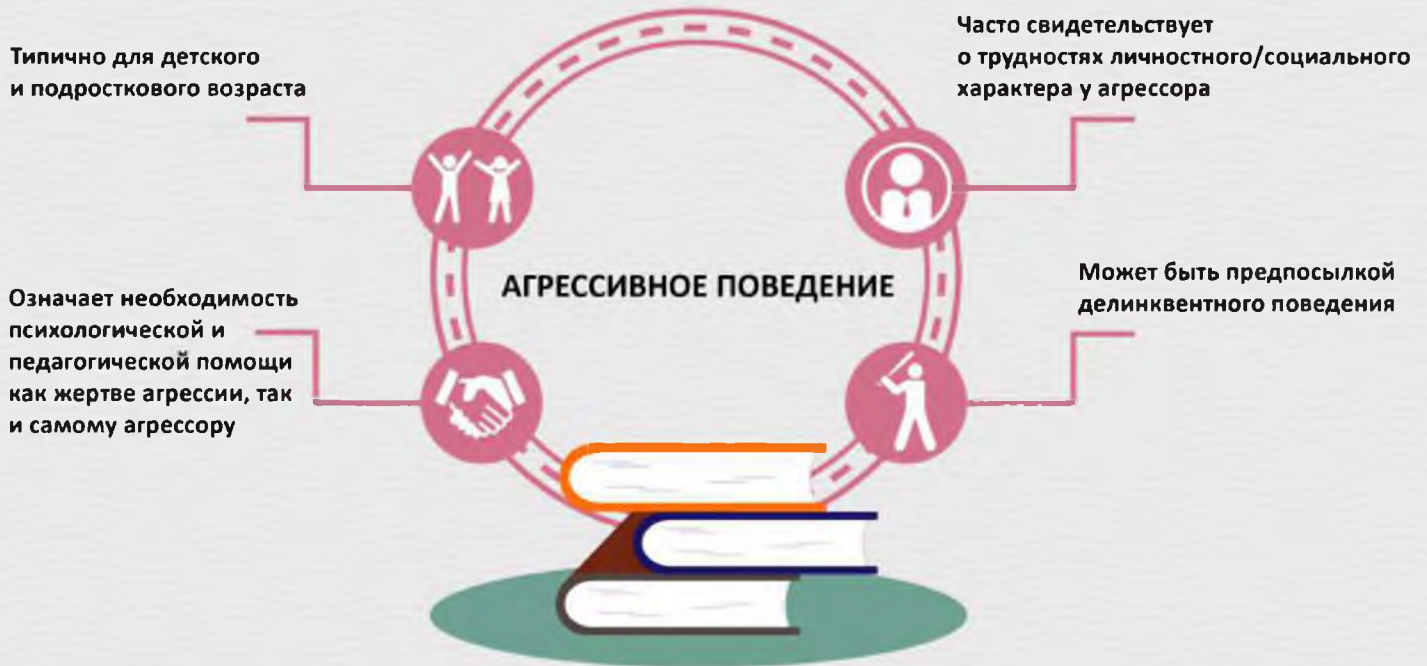 Типично для детского
и подросткового возраста
Часто свидетельствует
о трудностях личностного/социального
характера у агрессора
АГРЕССИВНОЕ ПОВЕДЕНИЕ
Означает необходимость
психологической и
педагогической помощи
как жертве агрессии, так
и самому агрессору
Может быть предпосылкой
делинквентного поведения